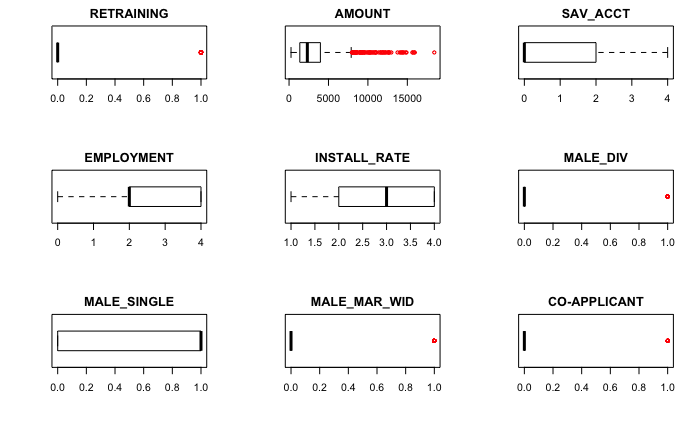 RETRAINING AMOUNT SAV_ACCT
0.0 0.2 0.4 0.6 0.8 1.0 0 5000 10000 15000 0 1 2 3 4
EMPLOYMENT INSTALL_RATE MALE_DIV
0 1 2 3 4 1.0 1.5 2.0 2.5 3.0 3.5 4.0 0.0 0.2 0.4 0.6 0.8 1.0
MALE_SINGLE MALE_MAR_WID CO-APPLICANT
0.0 0.2 0.4 0.6 0.8 1.0 0.0 0.2 0.4 0.6 0.8 1.0 0.0 0.2 0.4 0.6 0.8 1.0